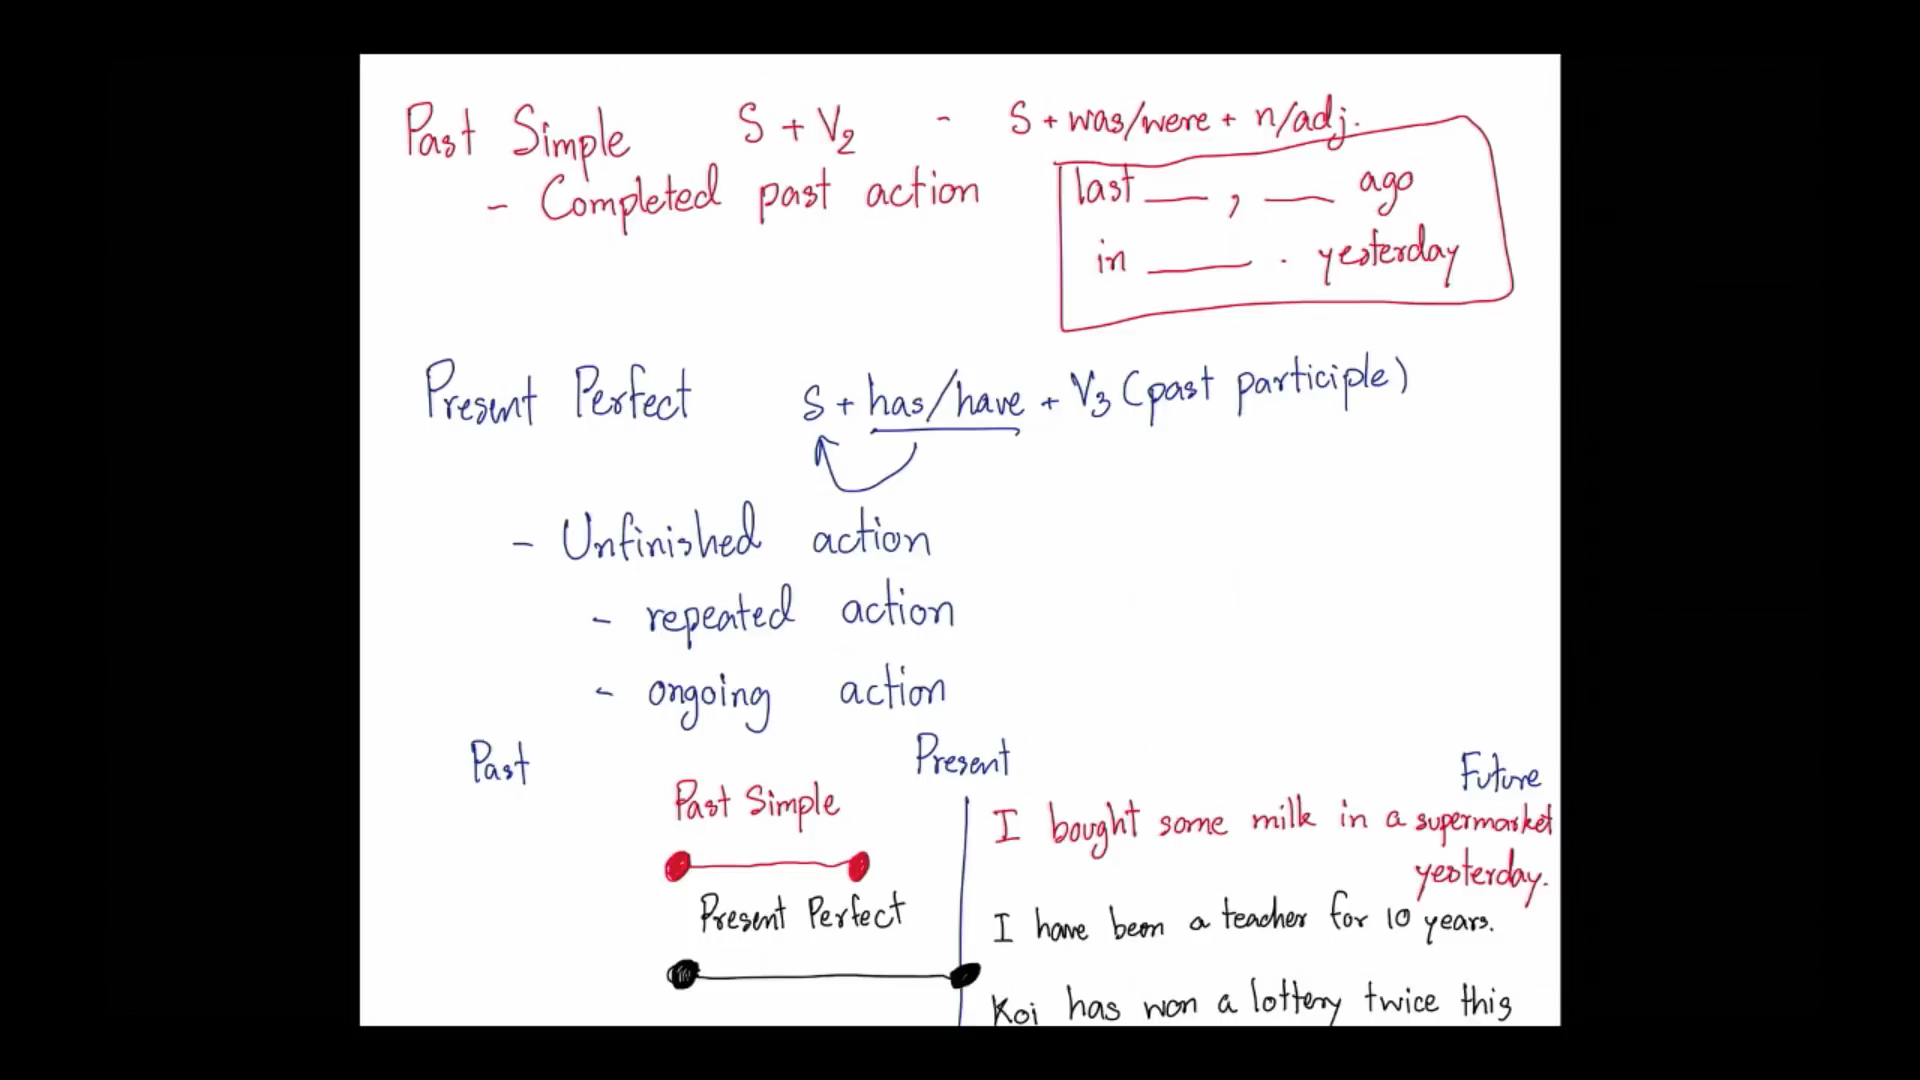 Past Simple S + V2 - S + was/were + n/adj.
- Completed past action
last ___ , ___ ago
in ___ . yesterday
Present Perfect S + has/have + V3 (past participle)
- Unfinished action
- repeated action
- ongoing action
Past Present Future
Past Simple
I bought some milk in a supermarket
yesterday.
Present Perfect
I have been a teacher for 10 years.
Koi has won a lottery twice this